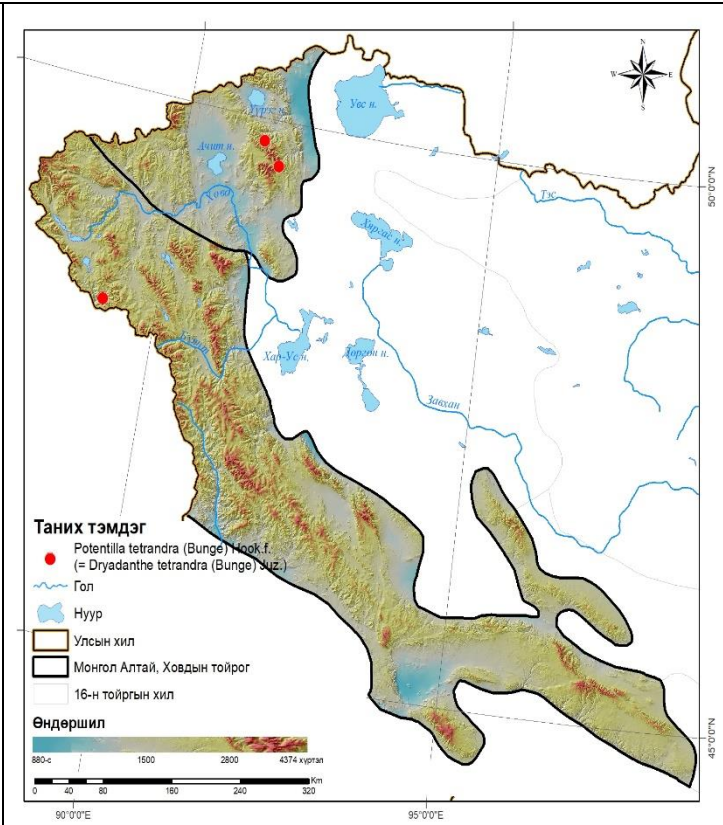 N
W E
S
Увс н.
Ачит н.
Ховд
Тэс
Хяргас н.
Хар-Ус н.
Дөргөн н.
Завхан
50°0'0"N
Таних тэмдэг
Potentilla tetrandra (Bunge) Hook.f.
(= Dryadanthe tetrandra (Bunge) Juz.)
Гол
Нуур
Улсын хил
Монгол Алтай, Ховдын тойрог
16-н тойргын хил
Өндөршил
880-с 1500 2800 4374 хүртэл
Km
0 40 80 160 240 320
45°0'0"N
90°0'0"E 95°0'0"E